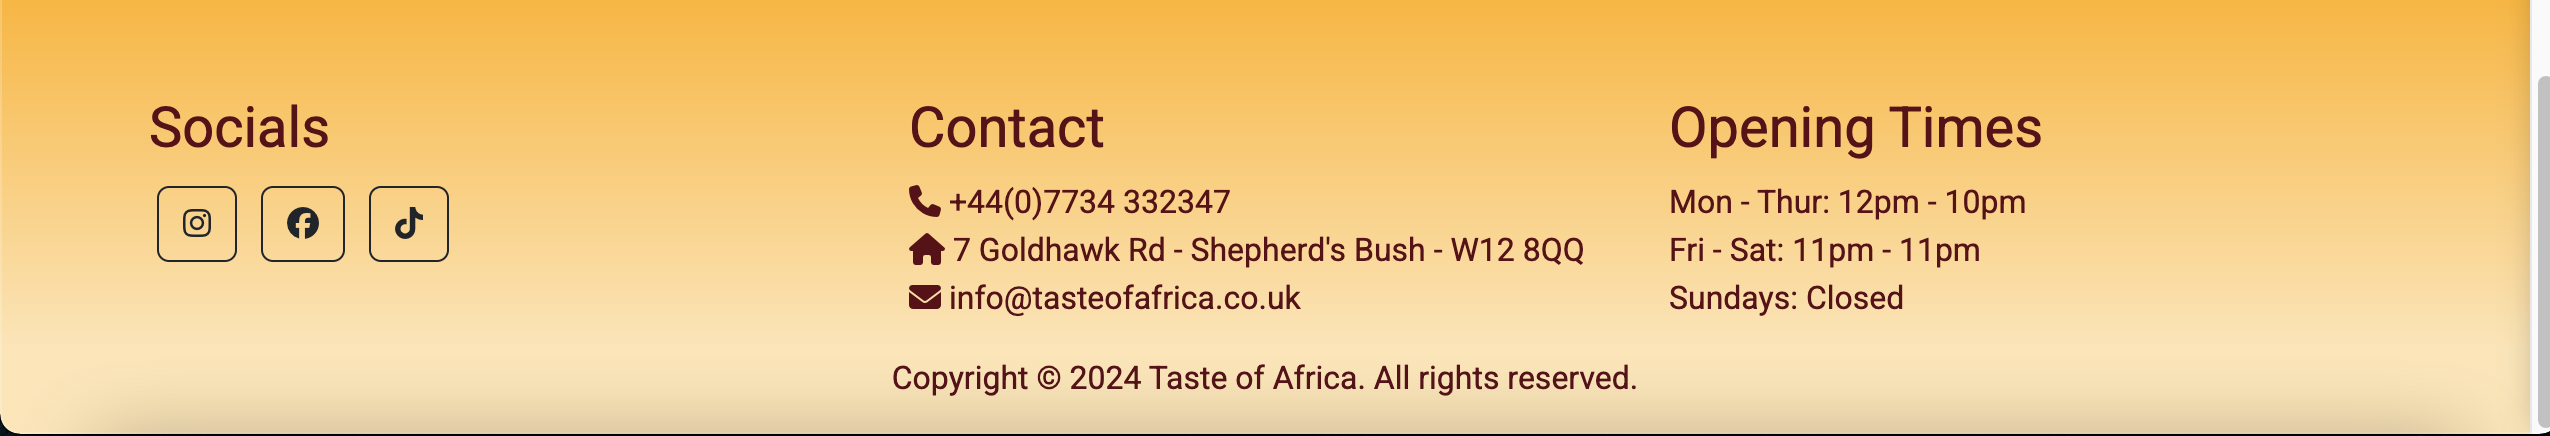 Socials
Contact
+44(0)7734 332347
7 Goldhawk Rd - Shepherd's Bush - W12 8QQ
info@tasteofafrica.co.uk
Opening Times
Mon - Thur: 12pm - 10pm
Fri - Sat: 11pm - 11pm
Sundays: Closed
Copyright © 2024 Taste of Africa. All rights reserved.